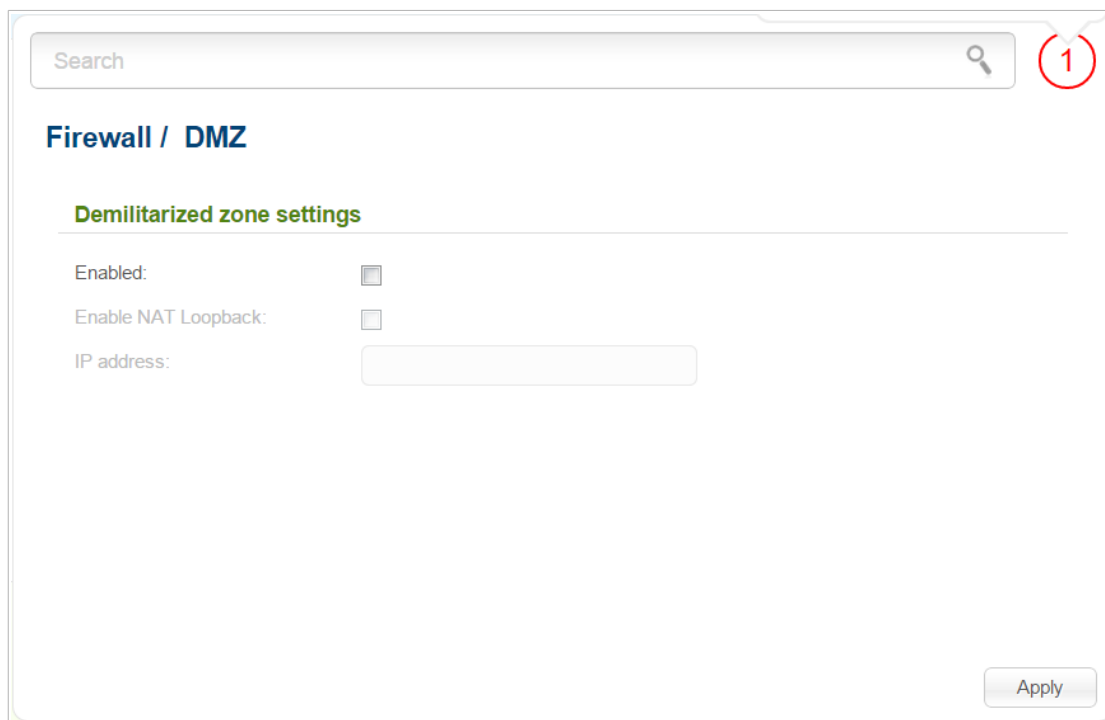 Search
1
Firewall / DMZ
Demilitarized zone settings
Enabled:
Enable NAT Loopback:
IP address:
Apply